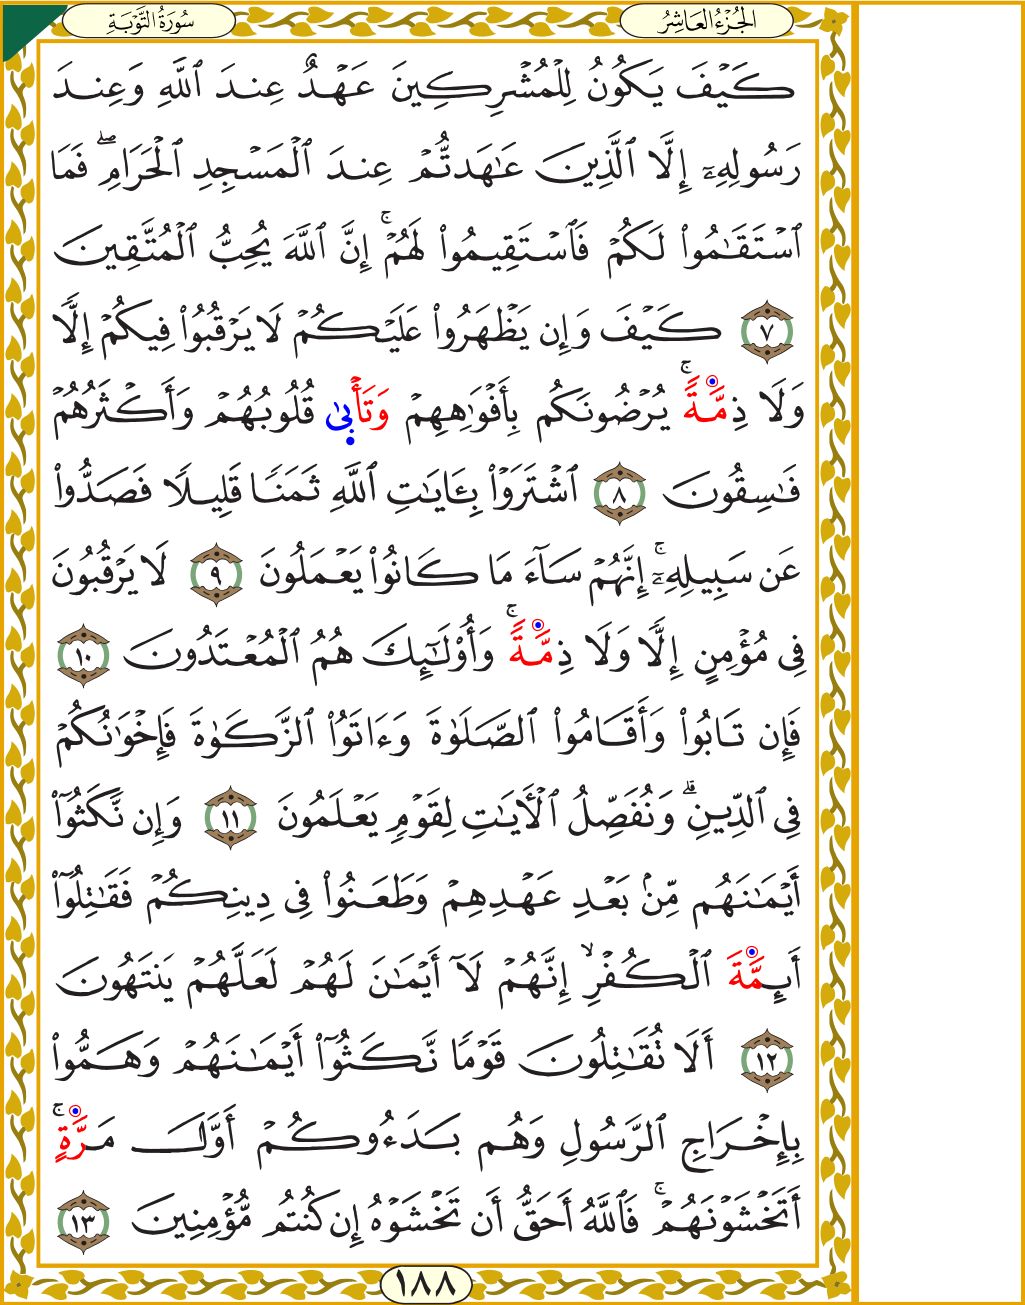 الجُزْءُ العَاشِرُ
سُورَةُ التَّوْبَةِ
كَيْفَ يَكُونُ لِلْمُشْرِكِينَ عَهْدٌ عِندَ ٱللَّهِ وَعِندَ
رَسُولِهِۦٓ إِلَّا ٱلَّذِينَ عَٰهَدتُّمْ عِندَ ٱلْمَسْجِدِ ٱلْحَرَامِۖ فَمَا
ٱسْتَقَٰمُوا۟ لَكُمْ فَٱسْتَقِيمُوا۟ لَهُمْۚ إِنَّ ٱللَّهَ يُحِبُّ ٱلْمُتَّقِينَ
٧ كَيْفَ وَإِن يَظْهَرُوا۟ عَلَيْكُمْ لَا يَرْقُبُوا۟ فِيكُمْ إِلًّا
وَلَا ذِمَّةًۚ يُرْضُونَكُم بِأَفْوَٰهِهِمْ وَتَأْبَىٰ قُلُوبُهُمْ وَأَكْثَرُهُمْ
فَٰسِقُونَ ٨ ٱشْتَرَوْا۟ بِـَٔايَٰتِ ٱللَّهِ ثَمَنًا قَلِيلًا فَصَدُّوا۟
عَن سَبِيلِهِۦٓۚ إِنَّهُمْ سَآءَ مَا كَانُوا۟ يَعْمَلُونَ ٩ لَا يَرْقُبُونَ
فِى مُؤْمِنٍ إِلًّا وَلَا ذِمَّةًۚ وَأُو۟لَٰٓئِكَ هُمُ ٱلْمُعْتَدُونَ ١٠
فَإِن تَابُوا۟ وَأَقَامُوا۟ ٱلصَّلَوٰةَ وَءَاتَوُا۟ ٱلزَّكَوٰةَ فَإِخْوَٰنُكُمْ
فِى ٱلدِّينِۗ وَنُفَصِّلُ ٱلْـَٔايَٰتِ لِقَوْمٍ يَعْلَمُونَ ١١ وَإِن نَّكَثُوٓا۟
أَيْمَٰنَهُم مِّنۢ بَعْدِ عَهْدِهِمْ وَطَعَنُوا۟ فِى دِينِكُمْ فَقَٰتِلُوٓا۟
أَئِمَّةَ ٱلْكُفْرِۙ إِنَّهُمْ لَآ أَيْمَٰنَ لَهُمْ لَعَلَّهُمْ يَنتَهُونَ
١٢ أَلَا تُقَٰتِلُونَ قَوْمًا نَّكَثُوٓا۟ أَيْمَٰنَهُمْ وَهَمُّوا۟
بِإِخْرَاجِ ٱلرَّسُولِ وَهُم بَدَءُوكُمْ أَوَّلَ مَرَّةٍۚ
أَتَخْشَوْنَهُمْۚ فَٱللَّهُ أَحَقُّ أَن تَخْشَوْهُ إِن كُنتُم مُّؤْمِنِينَ ١٣
١٨٨